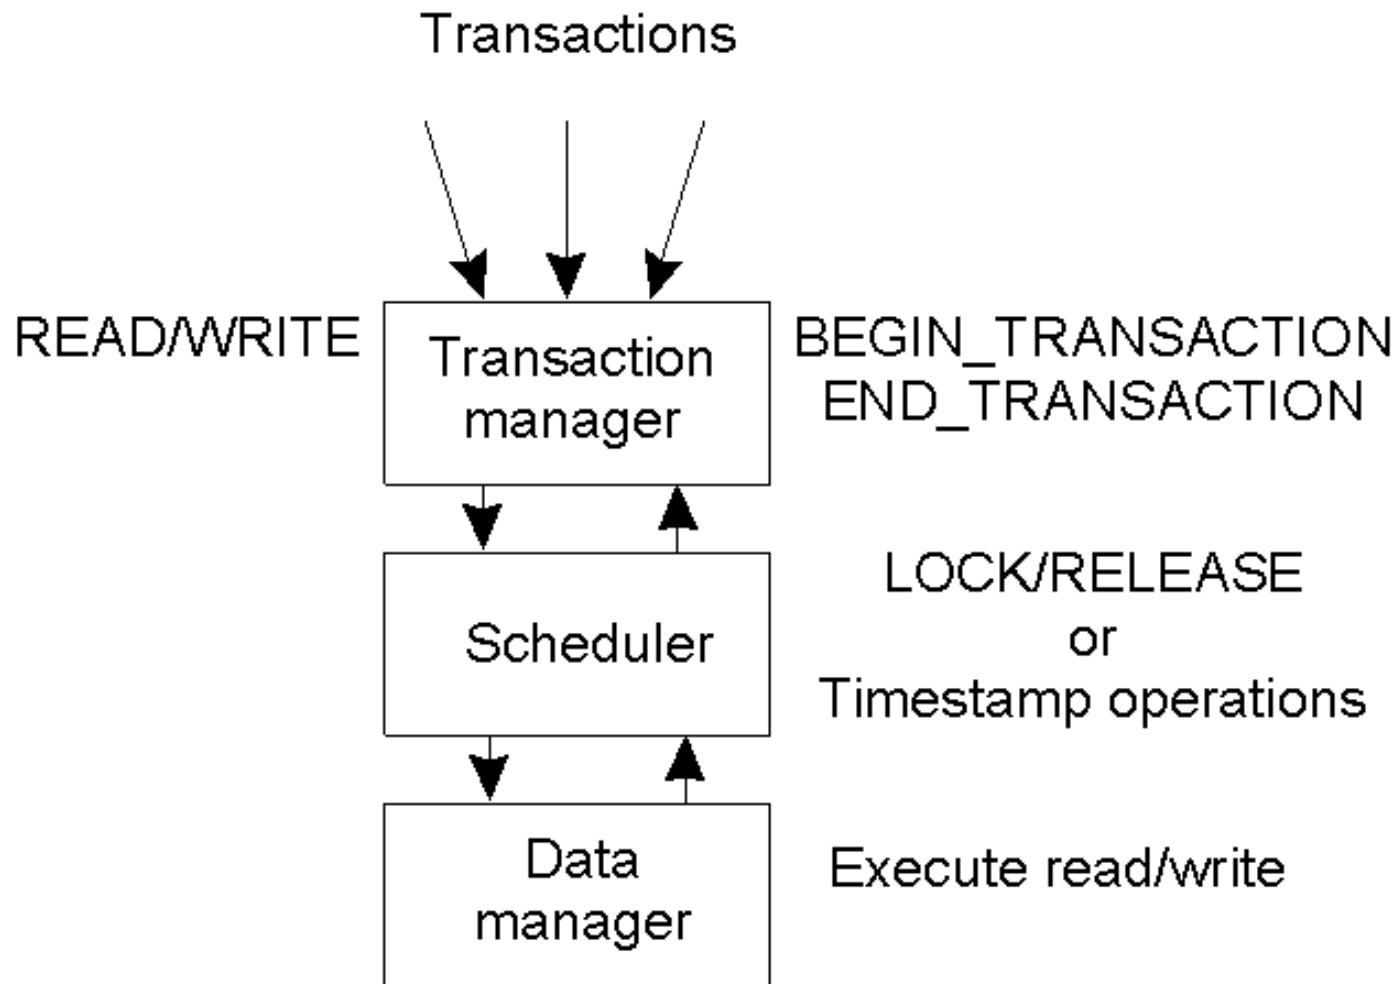 Transactions
READ/WRITE
Transaction
manager
BEGIN_TRANSACTION
END_TRANSACTION
Scheduler
LOCK/RELEASE
or
Timestamp operations
Data
manager
Execute read/write